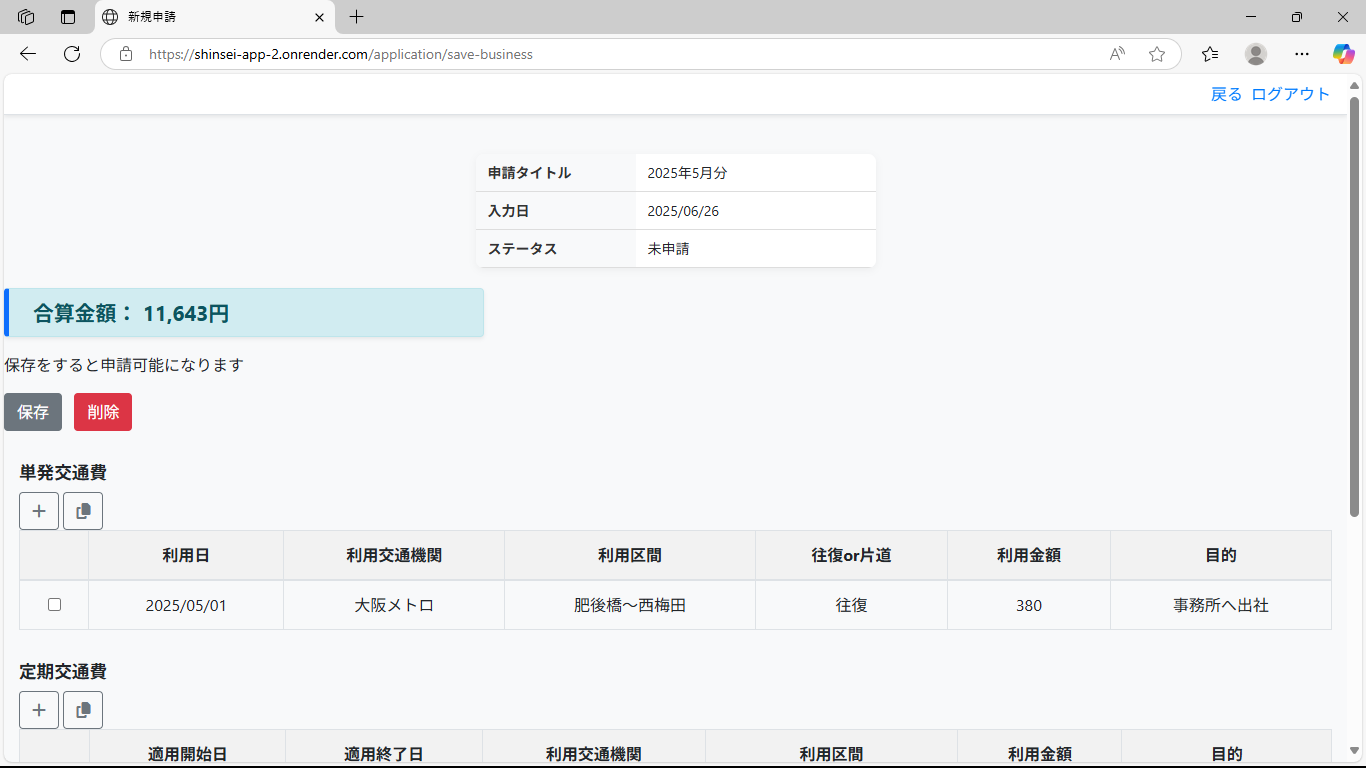 新規申請
https://shinsei-app-2.onrender.com/application/save-business
戻る ログアウト
申請タイトル 2025年5月分
入力日 2025/06/26
ステータス 未申請
合算金額： 11,643円
保存をすると申請可能になります
保存 削除
単発交通費
利用日 利用交通機関 利用区間 往復or片道 利用金額 目的
2025/05/01 大阪メトロ 肥後橋～西梅田 往復 380 事務所へ出社
定期交通費
適用開始日 適用終了日 利用交通機関 利用区間 利用金額 目的